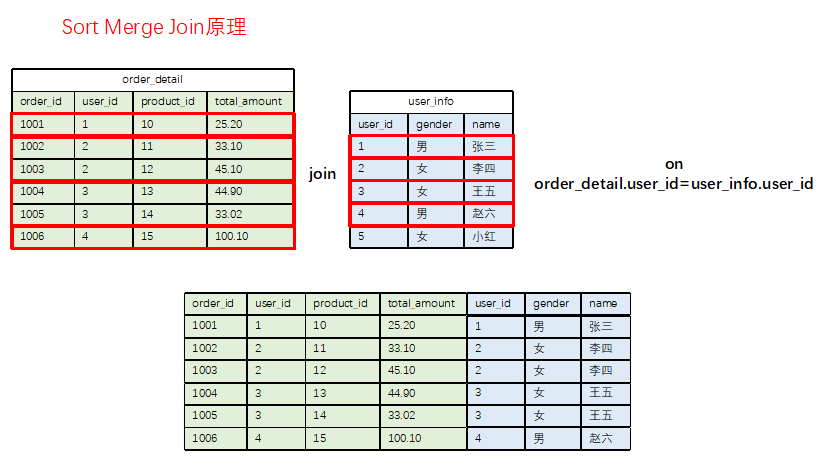 Sort Merge Join原理
order_detail
order_id user_id product_id total_amount
1001 1 10 25.20
1002 2 11 33.10
1003 2 12 45.10
1004 3 13 44.90
1005 3 14 33.02
1006 4 15 100.10
join
user_info
user_id gender name
1 男 张三
2 女 李四
3 女 王五
4 男 赵六
5 女 小红
on
order_detail.user_id=user_info.user_id
order_id user_id product_id total_amount user_id gender name
1001 1 10 25.20 1 男 张三
1002 2 11 33.10 2 女 李四
1003 2 12 45.10 2 女 李四
1004 3 13 44.90 3 女 王五
1005 3 14 33.02 3 女 王五
1006 4 15 100.10 4 男 赵六